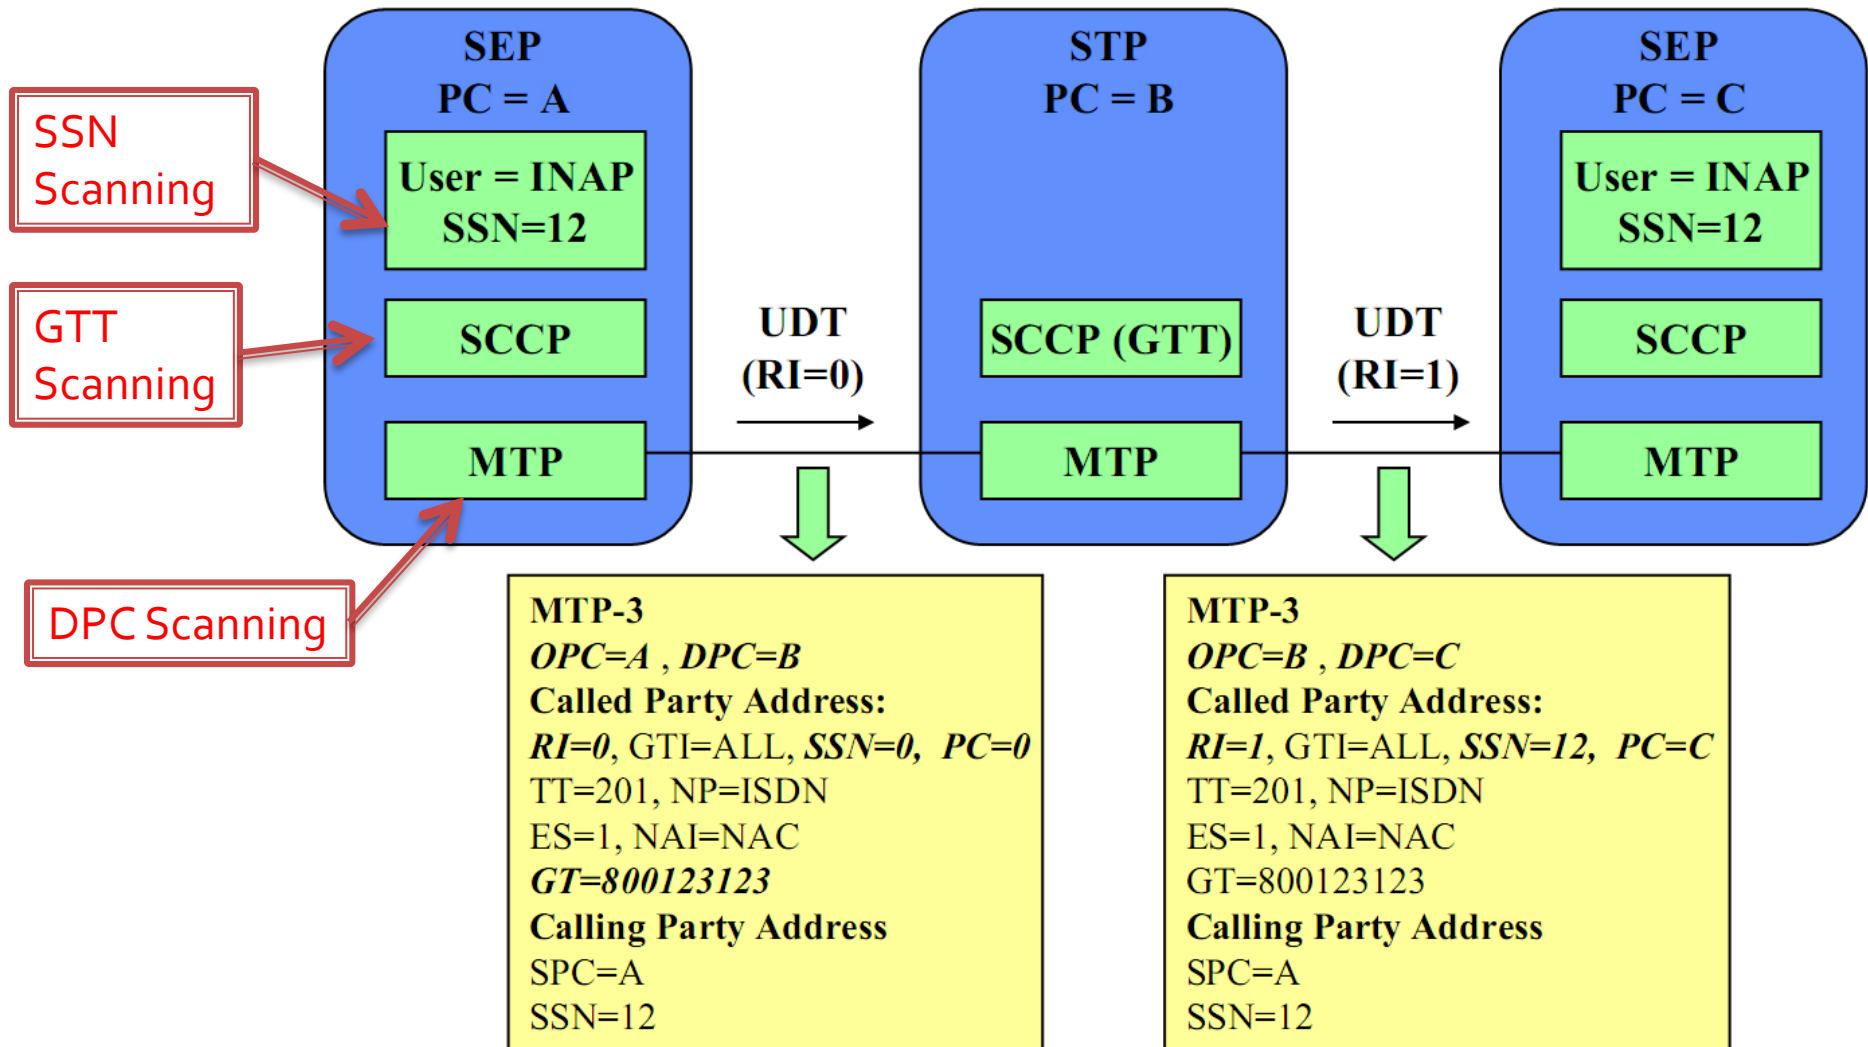 SEP
PC = A
User = INAP
SSN=12
SCCP
MTP
STP
PC = B
SCCP (GTT)
MTP
SEP
PC = C
User = INAP
SSN=12
SCCP
MTP
SSN
Scanning
GTT
Scanning
DPC Scanning
UDT
(RI=0)
UDT
(RI=1)
MTP-3
OPC=A , DPC=B
Called Party Address:
RI=0, GTI=ALL, SSN=0, PC=0
TT=201, NP=ISDN
ES=1, NAI=NAC
GT=800123123
Calling Party Address
SPC=A
SSN=12
MTP-3
OPC=B , DPC=C
Called Party Address:
RI=1, GTI=ALL, SSN=12, PC=C
TT=201, NP=ISDN
ES=1, NAI=NAC
GT=800123123
Calling Party Address
SPC=A
SSN=12